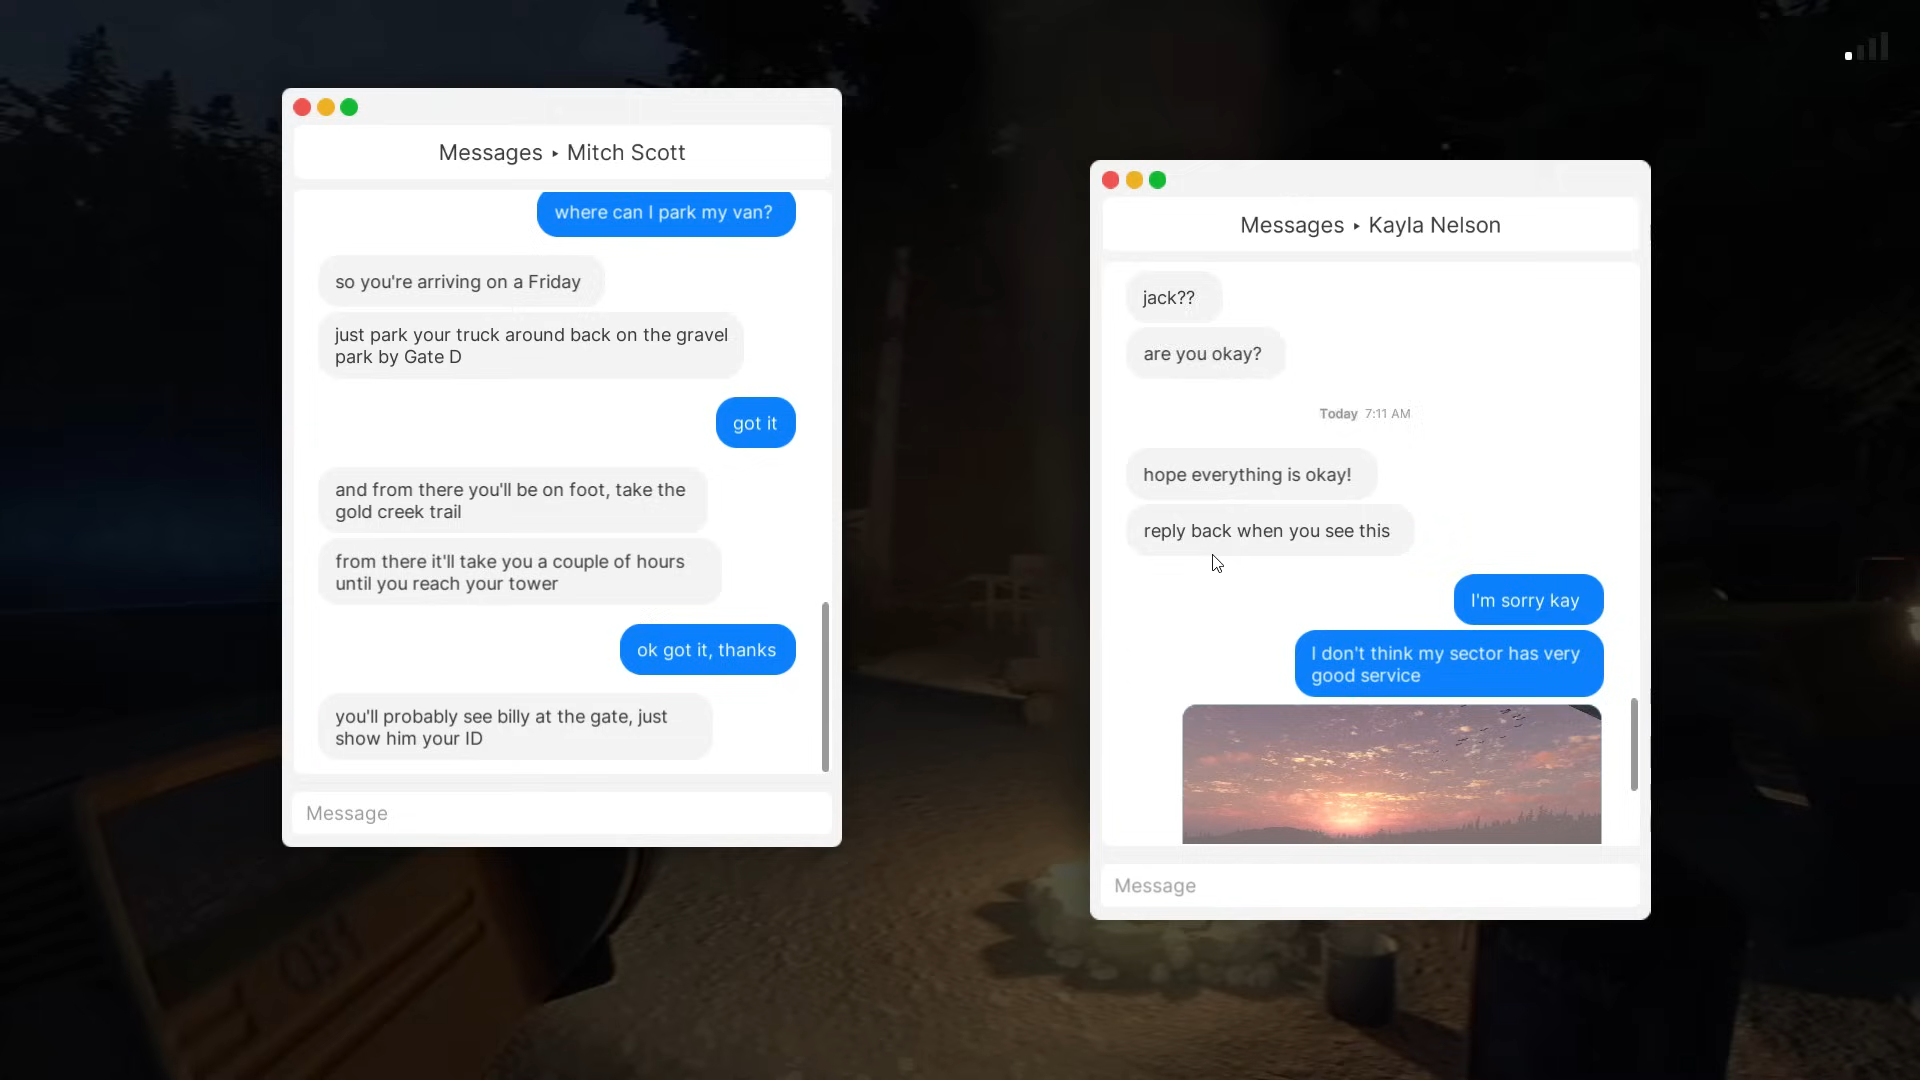 Messages ‣ Mitch Scott
where can I park my van?
so you're arriving on a Friday
just park your truck around back on the gravel
park by Gate D
got it
and from there you'll be on foot, take the
gold creek trail
from there it'll take you a couple of hours
until you reach your tower
ok got it, thanks
you'll probably see billy at the gate, just
show him your ID
Message
Messages ‣ Kayla Nelson
jack??
are you okay?
Today 7:11 AM
hope everything is okay!
reply back when you see this
I'm sorry kay
I don't think my sector has very
good service
Message